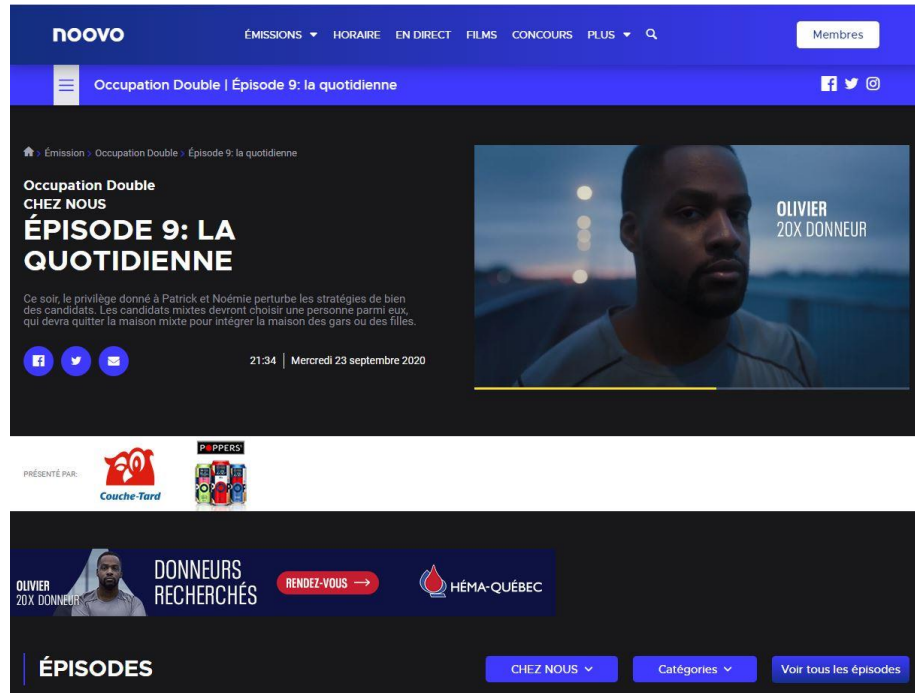 noovo
ÉMISSIONS HORAIRE EN DIRECT FILMS CONCOURS PLUS
Membres
Occupation Double | Épisode 9: la quotidienne
> Émission > Occupation Double > Épisode 9: la quotidienne
Occupation Double
CHEZ NOUS
ÉPISODE 9: LA
QUOTIDIENNE
Ce soir, le privilège donné à Patrick et Noémie perturbe les stratégies de bien
des candidats. Les candidats mixtes devront choisir une personne parmi eux,
qui devra quitter la maison mixte pour intégrer la maison des gars ou des filles.
21:34 | Mercredi 23 septembre 2020
OLIVIER
20X DONNEUR
PRÉSENTÉ PAR:
Couche-Tard
POPPERS
OLIVIER
20X DONNEUR
DONNEURS
RECHERCHÉS
RENDEZ-VOUS →
HÉMA-QUÉBEC
ÉPISODES
CHEZ NOUS
Catégories
Voir tous les épisodes